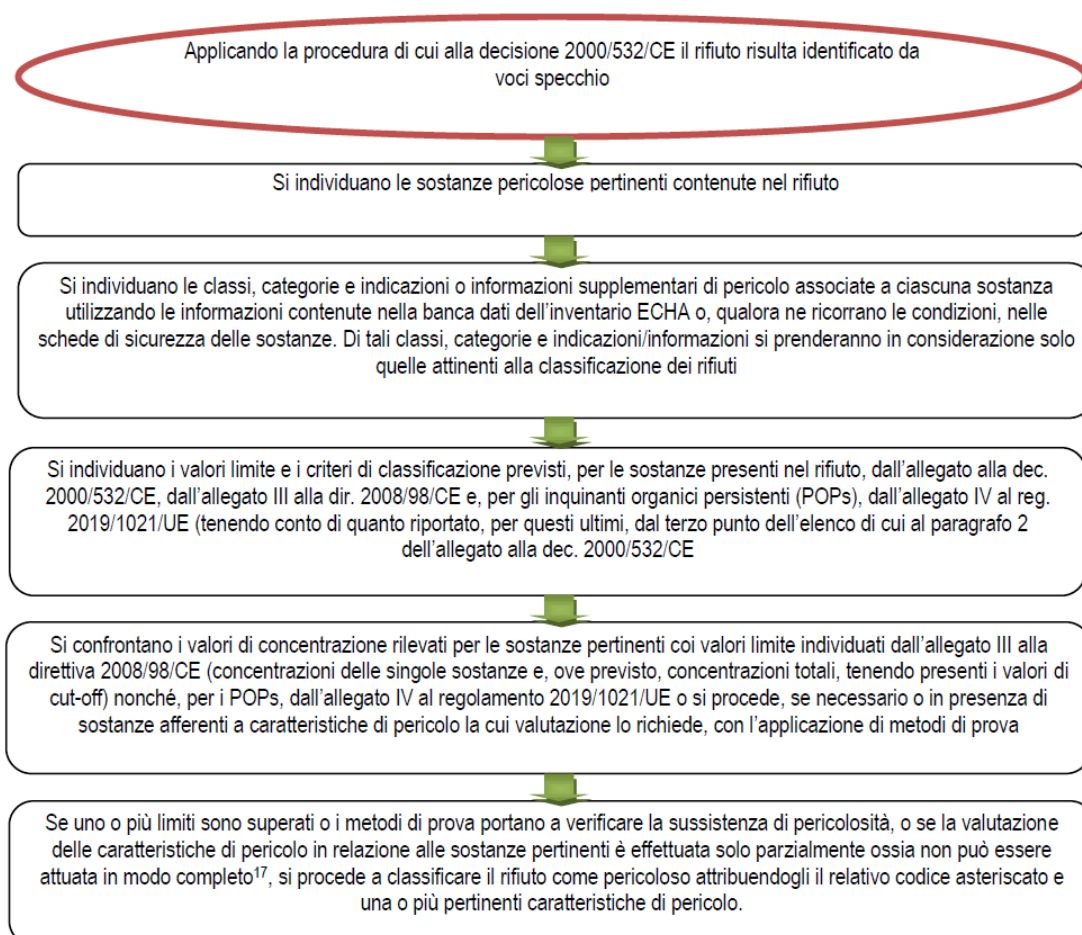 Applicando la procedura di cui alla decisione 2000/532/CE il rifiuto risulta identificato da
voci specchio
Si individuano le sostanze pericolose pertinenti contenute nel rifiuto
Si individuano le classi, categorie e indicazioni o informazioni supplementari di pericolo associate a ciascuna sostanza
utilizzando le informazioni contenute nella banca dati dell'inventario ECHA o, qualora ne ricorrano le condizioni, nelle
schede di sicurezza delle sostanze. Di tali classi, categorie e indicazioni/informazioni si prenderanno in considerazione solo
quelle attinenti alla classificazione dei rifiuti
Si individuano i valori limite e i criteri di classificazione previsti, per le sostanze presenti nel rifiuto, dall'allegato alla dec.
2000/532/CE, dall'allegato III alla dir. 2008/98/CE e, per gli inquinanti organici persistenti (POPs), dall'allegato IV al reg.
2019/1021/UE (tenendo conto di quanto riportato, per questi ultimi, dal terzo punto dell'elenco di cui al paragrafo 2
dell'allegato alla dec. 2000/532/CE
Si confrontano i valori di concentrazione rilevati per le sostanze pertinenti coi valori limite individuati dall'allegato III alla
direttiva 2008/98/CE (concentrazioni delle singole sostanze e, ove previsto, concentrazioni totali, tenendo presenti i valori di
cut-off) nonché, per i POPs, dall'allegato IV al regolamento 2019/1021/UE o si procede, se necessario o in presenza di
sostanze afferenti a caratteristiche di pericolo la cui valutazione lo richiede, con l'applicazione di metodi di prova
Se uno o più limiti sono superati o i metodi di prova portano a verificare la sussistenza di pericolosità, o se la valutazione
delle caratteristiche di pericolo in relazione alle sostanze pertinenti è effettuata solo parzialmente ossia non può essere
attuata in modo completo17, si procede a classificare il rifiuto come pericoloso attribuendogli il relativo codice asteriscato e
una o più pertinenti caratteristiche di pericolo.